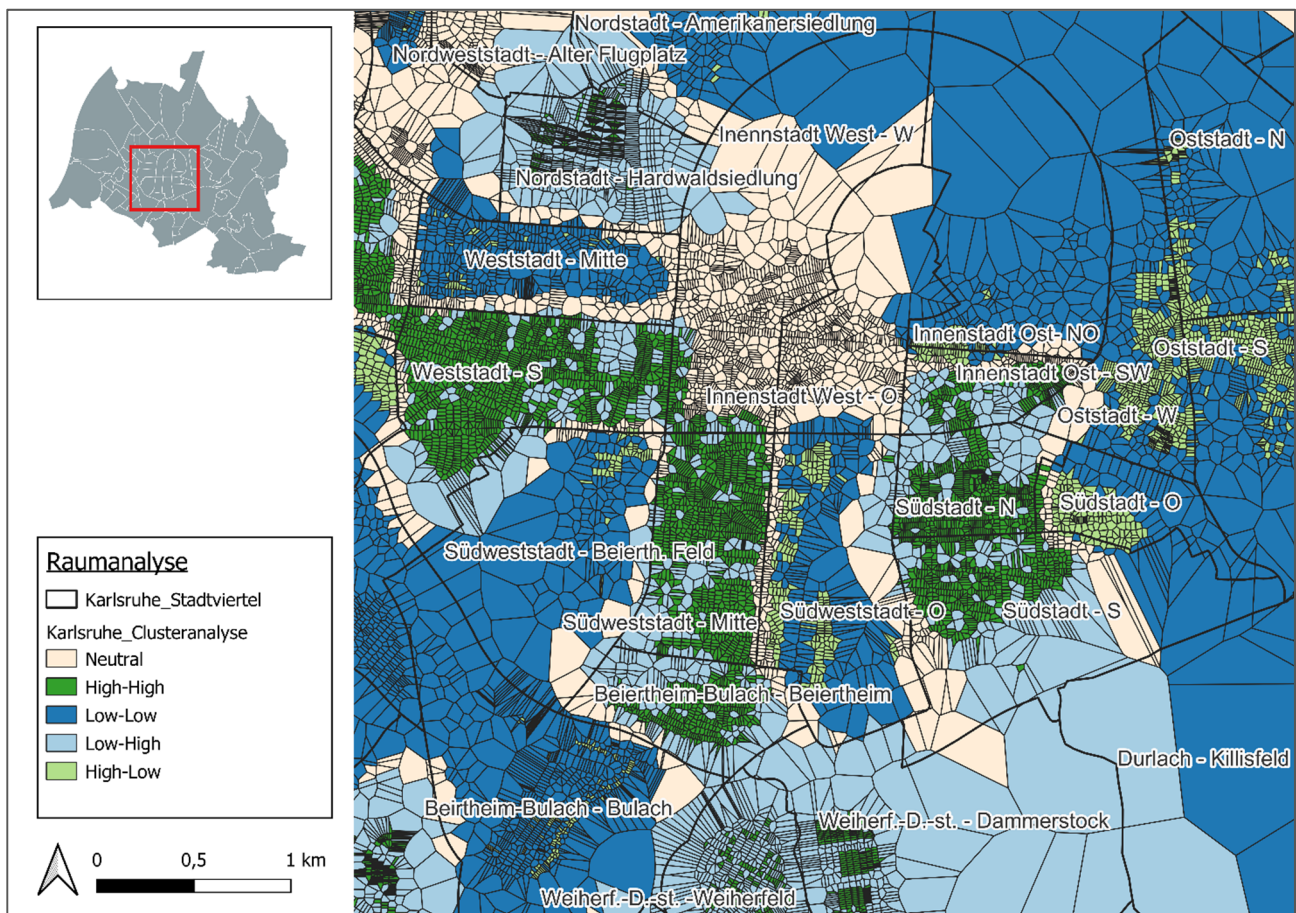 Nordstadt - Amerikanersiedlung
Nordweststadt - Alter Flugplatz
Inennstadt West - W
Oststadt - N
Nordstadt - Hardwaldsiedlung
Weststadt - Mitte
Innenstadt Ost- NO
Oststadt - S
Weststadt - S
Innenstadt Ost - SW
Innenstadt West - O
Oststadt - W
Südstadt - N
Südstadt - O
Südweststadt - Beierth. Feld
Südweststadt - Mitte
Südweststadt - O
Südstadt - S
Beiertheim-Bulach - Beiertheim
Durlach - Killisfeld
Beirtheim-Bulach - Bulach
Weiherf.-D.-st. - Dammerstock
Weiherf.-D.-st. -Weiherfeld
Raumanalyse
Karlsruhe_Stadtviertel
Karlsruhe_Clusteranalyse
Neutral
High-High
Low-Low
Low-High
High-Low
0 0,5 1 km